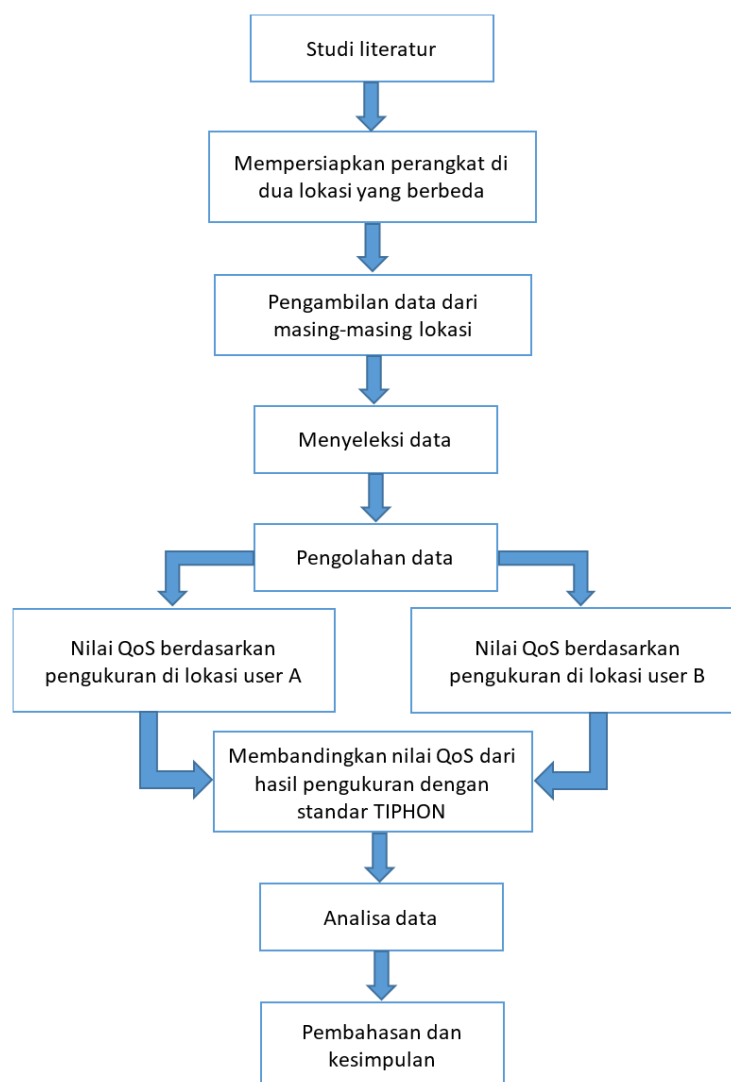 Studi literatur
Mempersiapkan perangkat di
dua lokasi yang berbeda
Pengambilan data dari
masing-masing lokasi
Menyeleksi data
Pengolahan data
Nilai QoS berdasarkan
pengukuran di lokasi user A
Nilai QoS berdasarkan
pengukuran di lokasi user B
Membandingkan nilai QoS dari
hasil pengukuran dengan
standar TIPHON
Analisa data
Pembahasan dan
kesimpulan